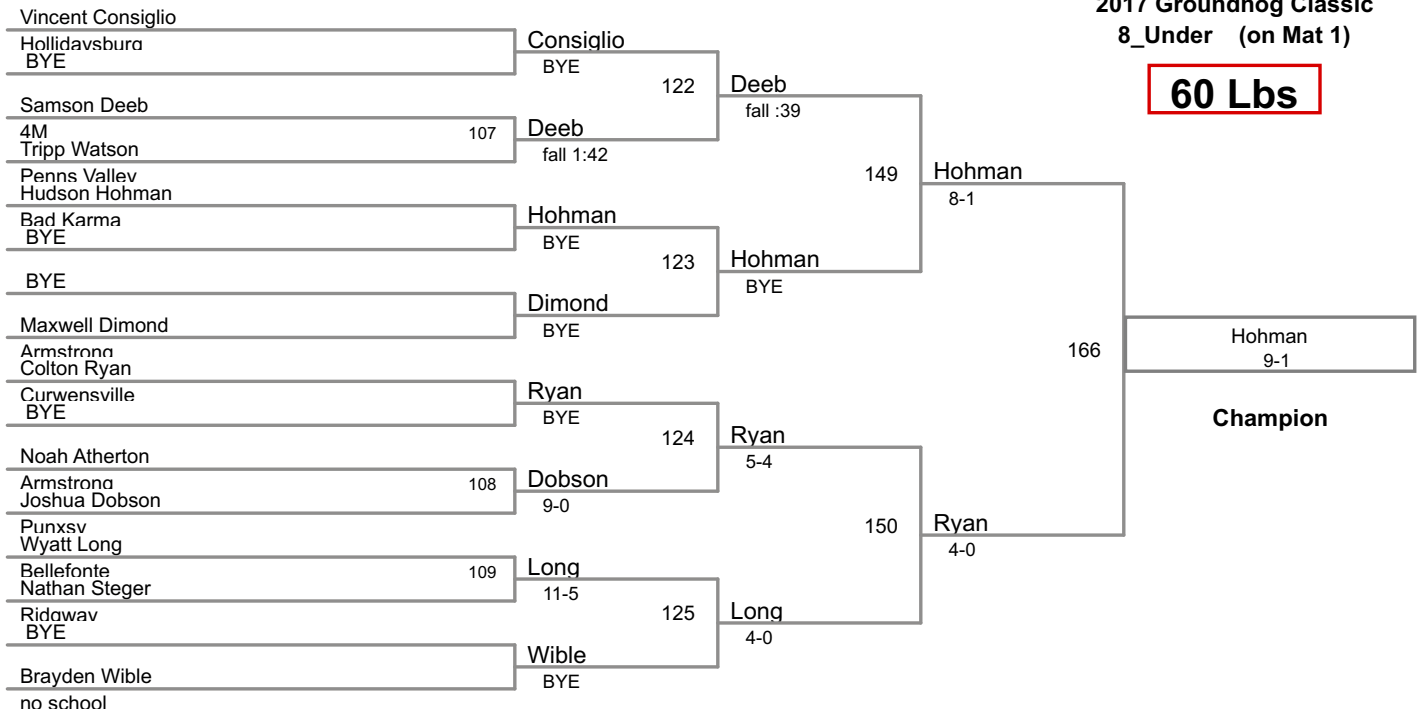 2017 Groundhog Classic
8_Under (on Mat 1)
60 Lbs
Vincent Consiglio
Hollidaysburg
BYE
Samson Deeb
4M
107
Tripp Watson
Penns Valley
Hudson Hohman
Bad Karma
BYE
BYE
Maxwell Dimond
Armstrong
Colton Ryan
Curwensville
BYE
Noah Atherton
Armstrong
108
Joshua Dobson
Punxsy
Wyatt Long
Bellefonte
109
Nathan Steger
Ridgway
BYE
Brayden Wible
no school
Consiglio
BYE
122
Deeb
fall 1:42
Hohman
BYE
123
Dimond
BYE
Ryan
BYE
124
Dobson
9-0
Long
11-5
125
Wible
BYE
Deeb
fall :39
149
Hohman
BYE
Ryan
5-4
150
Long
4-0
Hohman
8-1
166
Ryan
4-0
Hohman
9-1
Champion